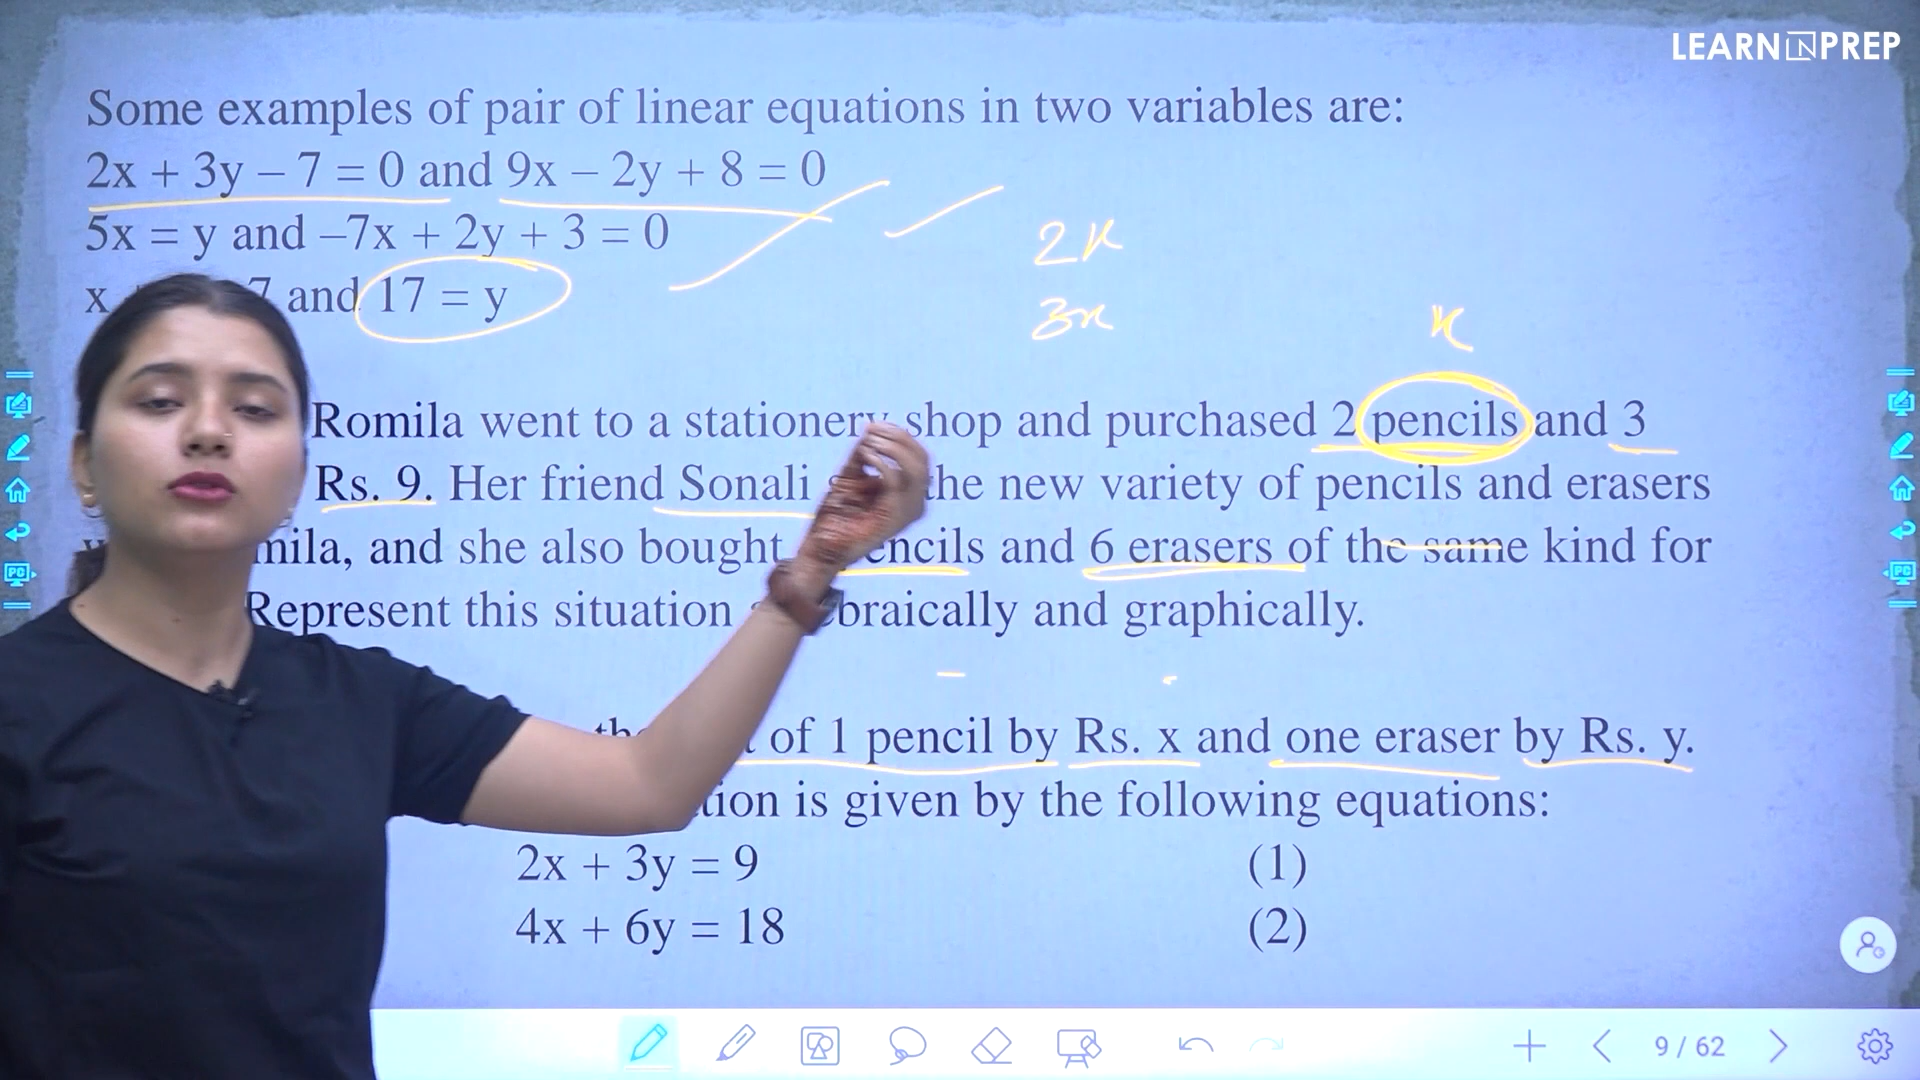 LEARNINPREP
Some examples of pair of linear equations in two variables are:
2x + 3y – 7 = 0 and 9x – 2y + 8 = 0
5x = y and –7x + 2y + 3 = 0
x 7 and 17 = y
2x
3x
x
Romila went to a stationery shop and purchased 2 pencils and 3
Rs. 9. Her friend Sonali the new variety of pencils and erasers
mila, and she also bought encils and 6 erasers of the same kind for
Represent this situation braically and graphically.
of 1 pencil by Rs. x and one eraser by Rs. y.
tion is given by the following equations:
2x + 3y = 9 (1)
4x + 6y = 18 (2)
PC
PC
9 / 62